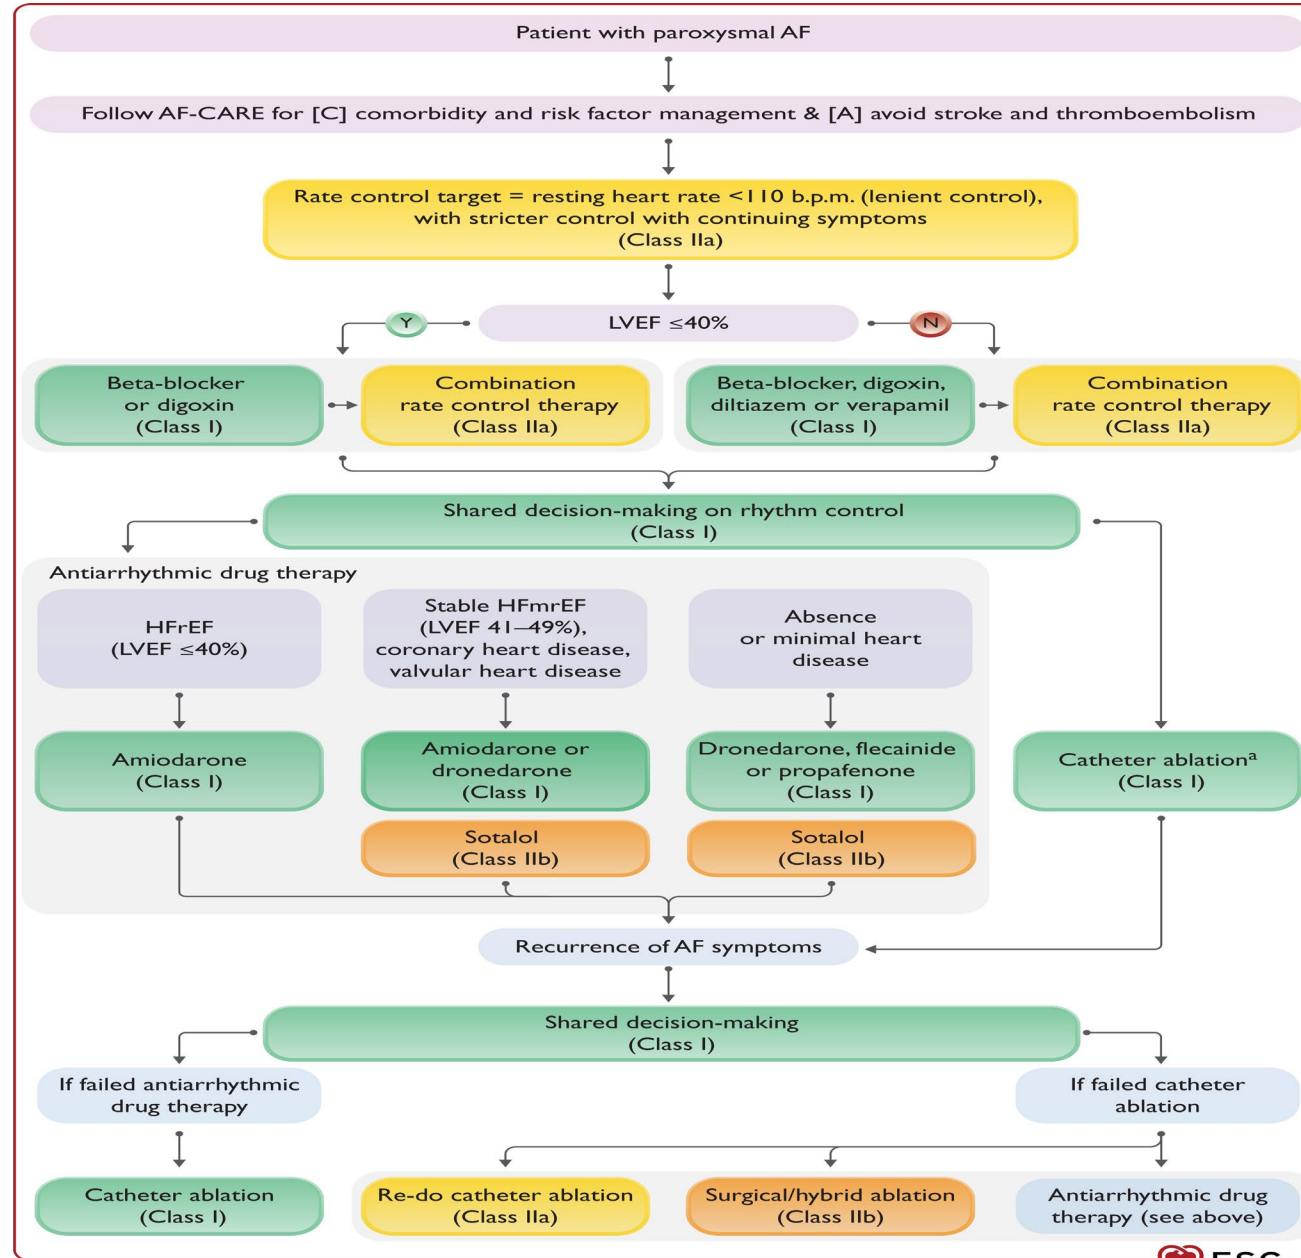 Patient with paroxysmal AF
Follow AF-CARE for [C] comorbidity and risk factor management & [A] avoid stroke and thromboembolism
Rate control target = resting heart rate <110 b.p.m. (lenient control),
with stricter control with continuing symptoms
(Class IIa)
Y
LVEF ≤40%
N
Beta-blocker
or digoxin
(Class I)
Combination
rate control therapy
(Class IIa)
Beta-blocker, digoxin,
diltiazem or verapamil
(Class I)
Combination
rate control therapy
(Class IIa)
Shared decision-making on rhythm control
(Class I)
Antiarrhythmic drug therapy
HFrEF
(LVEF ≤40%)
Stable HFmrEF
(LVEF 41–49%),
coronary heart disease,
valvular heart disease
Absence
or minimal heart
disease
Amiodarone
(Class I)
Amiodarone or
dronedarone
(Class I)
Dronedarone, flecainide
or propafenone
(Class I)
Catheter ablationᵃ
(Class I)
Sotalol
(Class IIb)
Sotalol
(Class IIb)
Recurrence of AF symptoms
Shared decision-making
(Class I)
If failed antiarrhythmic
drug therapy
If failed catheter
ablation
Catheter ablation
(Class I)
Re-do catheter ablation
(Class IIa)
Surgical/hybrid ablation
(Class IIb)
Antiarrhythmic drug
therapy (see above)
ESC